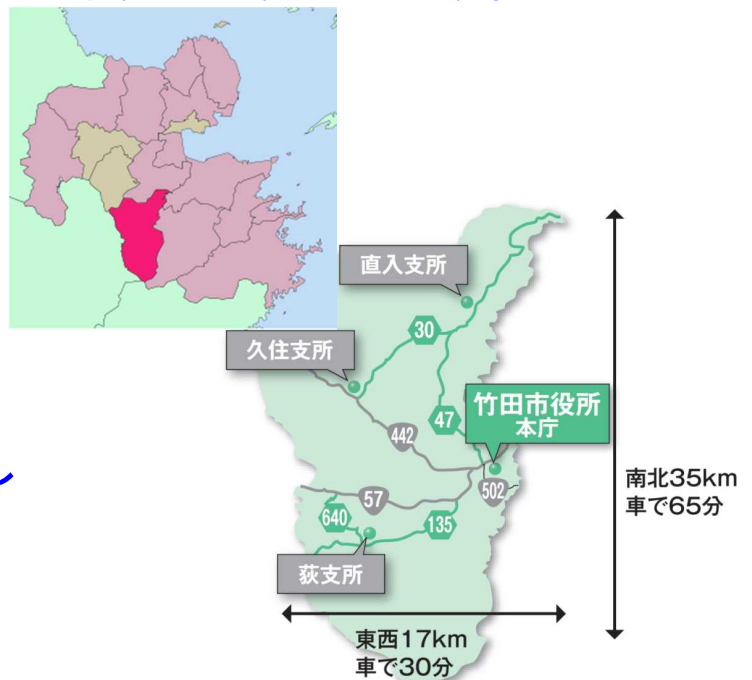 直入支所
30
久住支所
竹田市役所
本庁
47
442
502
南北35km
車で65分
57
640
135
荻支所
東西17km
車で30分